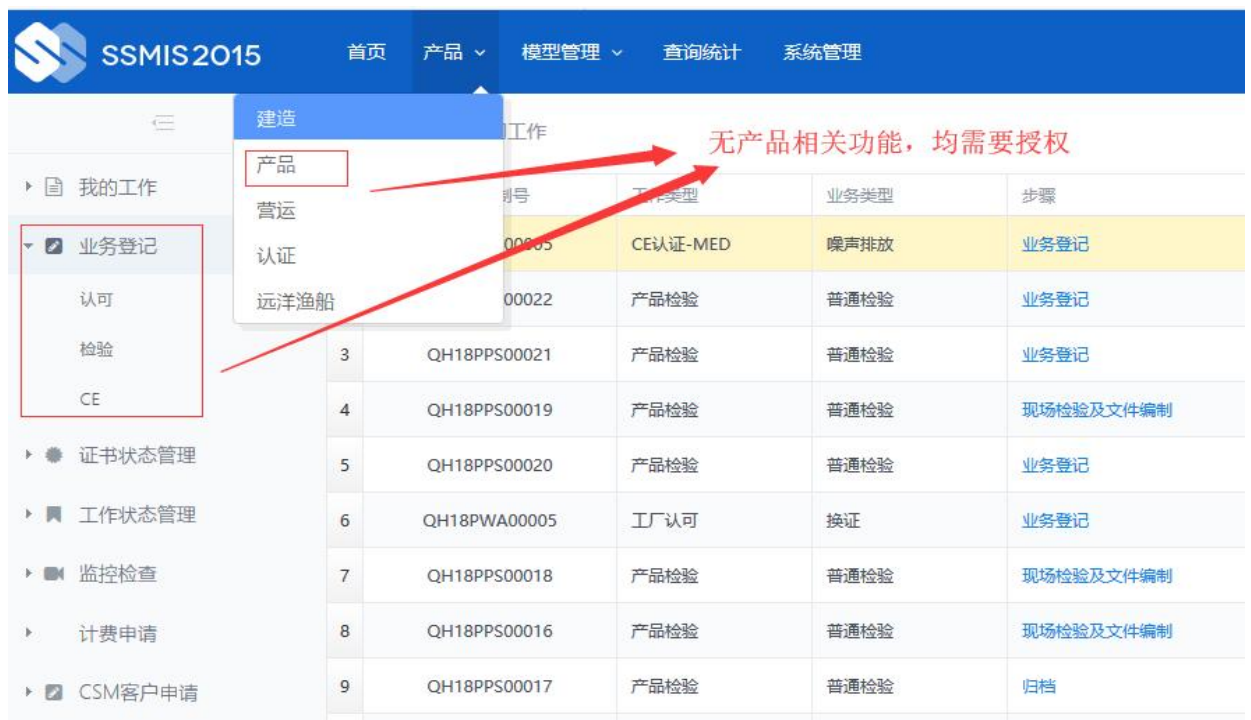 SSMIS2015
首页
产品
模型管理
查询统计
系统管理
建造
产品
营运
认证
远洋渔船
工作
无产品相关功能，均需要授权
我的工作
业务登记
认可
检验
CE
证书状态管理
工作状态管理
监控检查
计费申请
CSM客户申请
制号 工作类型 业务类型 步骤
00005 CE认证-MED 噪声排放 业务登记
00022 产品检验 普通检验 业务登记
3 QH18PPS00021 产品检验 普通检验 业务登记
4 QH18PPS00019 产品检验 普通检验 现场检验及文件编制
5 QH18PPS00020 产品检验 普通检验 业务登记
6 QH18PWA00005 工厂认可 换证 业务登记
7 QH18PPS00018 产品检验 普通检验 现场检验及文件编制
8 QH18PPS00016 产品检验 普通检验 现场检验及文件编制
9 QH18PPS00017 产品检验 普通检验 归档